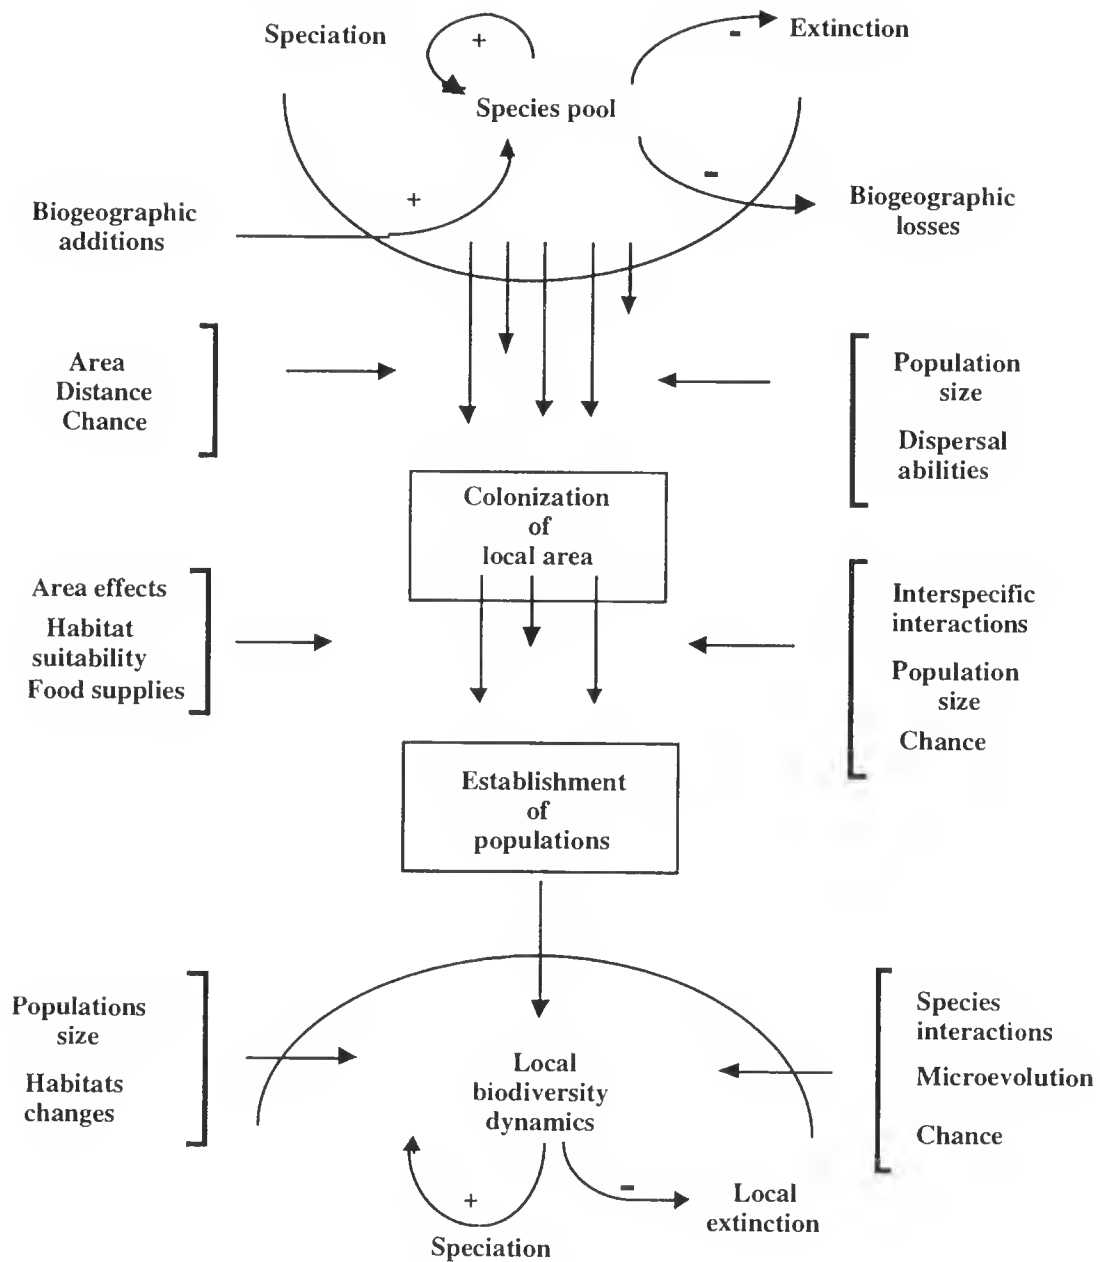 Speciation
+
-
Extinction
Species pool
Biogeographic
additions
+
-
Biogeographic
losses
Area
Distance
Chance
Population
size
Dispersal
abilities
Colonization
of
local area
Area effects
Habitat
suitability
Food supplies
Interspecific
interactions
Population
size
Chance
Establishment
of
populations
Populations
size
Habitats
changes
Local
biodiversity
dynamics
Species
interactions
Microevolution
Chance
+
Speciation
-
Local
extinction